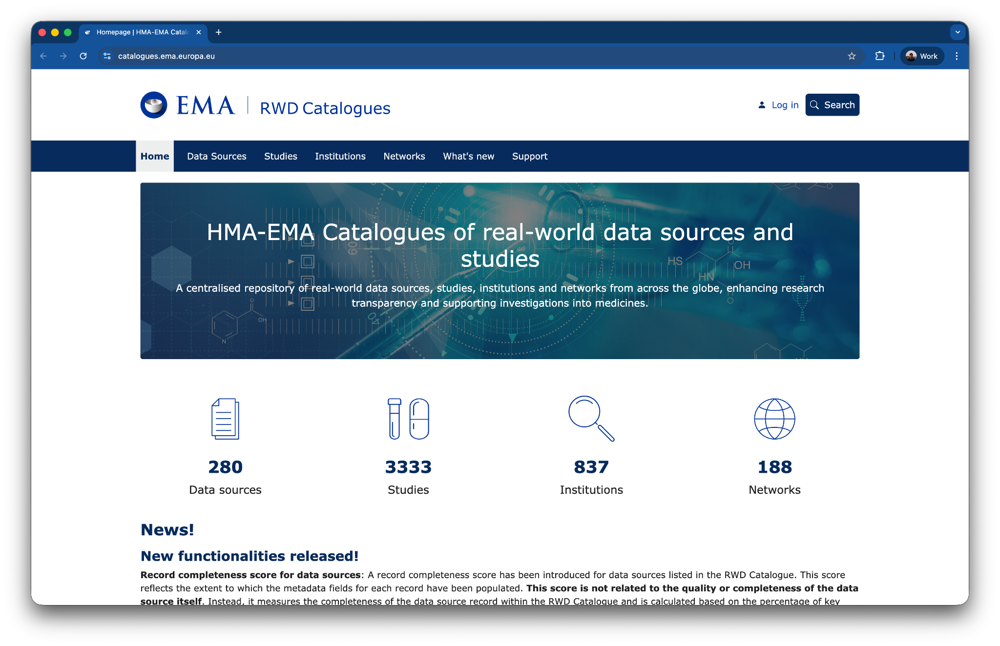 Homepage | HMA-EMA Catalo
catalogues.ema.europa.eu
Work
EMA | RWD Catalogues
Log in
Search
Home
Data Sources
Studies
Institutions
Networks
What's new
Support
HMA-EMA Catalogues of real-world data sources and
studies
A centralised repository of real-world data sources, studies, institutions and networks from across the globe, enhancing research
transparency and supporting investigations into medicines.
60
40
HS
OH
HN
O
O
O
OH
N
280
Data sources
3333
Studies
837
Institutions
188
Networks
News!
New functionalities released!
Record completeness score for data sources: A record completeness score has been introduced for data sources listed in the RWD Catalogue. This score
reflects the extent to which the metadata fields for each record have been populated. This score is not related to the quality or completeness of the data
source itself. Instead, it measures the completeness of the data source record within the RWD Catalogue and is calculated based on the percentage of key